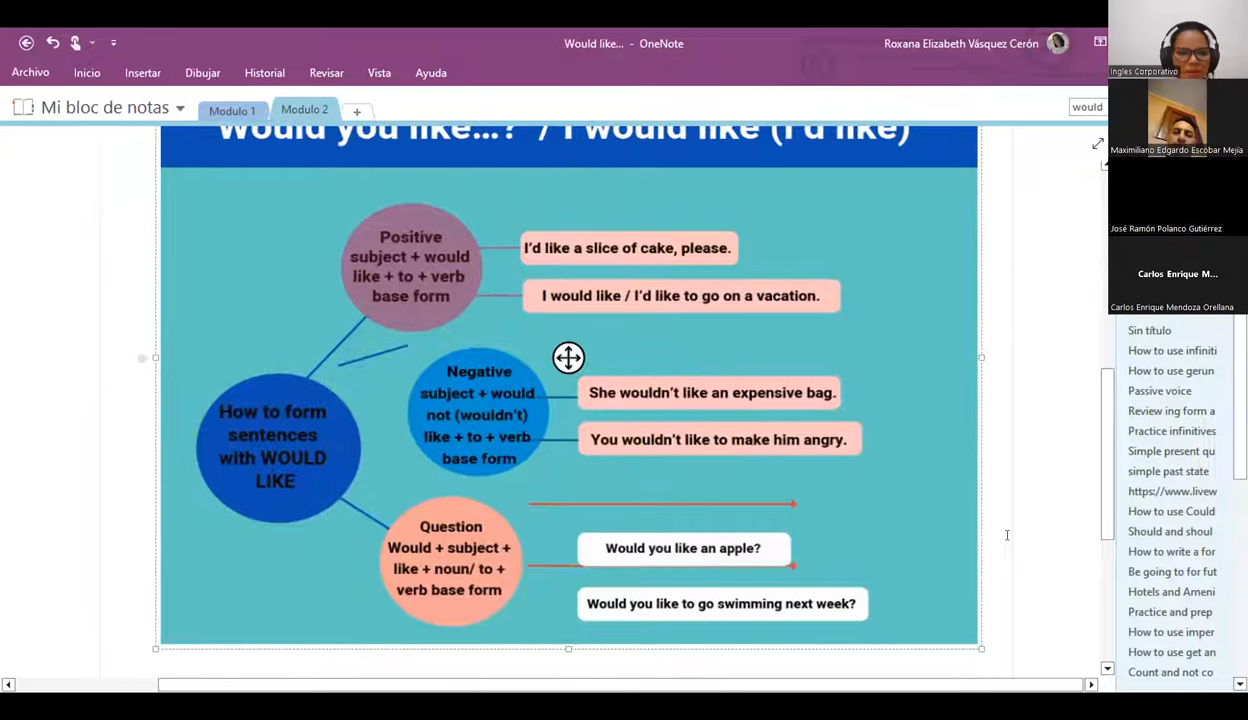 Would like... - OneNote
Roxana Elizabeth Vásquez Cerón
Archivo Inicio Insertar Dibujar Historial Revisar Vista Ayuda
Mi bloc de notas Modulo 1 Modulo 2 +
would
Would you like...? / I would like (I'd like)
Positive
subject + would
like + to + verb
base form
I'd like a slice of cake, please.
I would like / I'd like to go on a vacation.
Negative
subject + would
not (wouldn't)
like + to + verb
base form
She wouldn't like an expensive bag.
You wouldn't like to make him angry.
How to form
sentences
with WOULD
LIKE
Question
Would + subject +
like + noun/ to +
verb base form
Would you like an apple?
Would you like to go swimming next week?
Ingles Corporativo
Maximiliano Edgardo Escobar Mejía
José Ramón Polanco Gutiérrez
Carlos Enrique M...
Carlos Enrique Mendoza Orellana
Sin título
How to use infiniti
How to use gerun
Passive voice
Review ing form a
Practice infinitives
Simple present qu
simple past state
https://www.livew
How to use Could
Should and shoul
How to write a for
Be going to for fut
Hotels and Ameni
Practice and prep
How to use imper
How to use get an
Count and not co